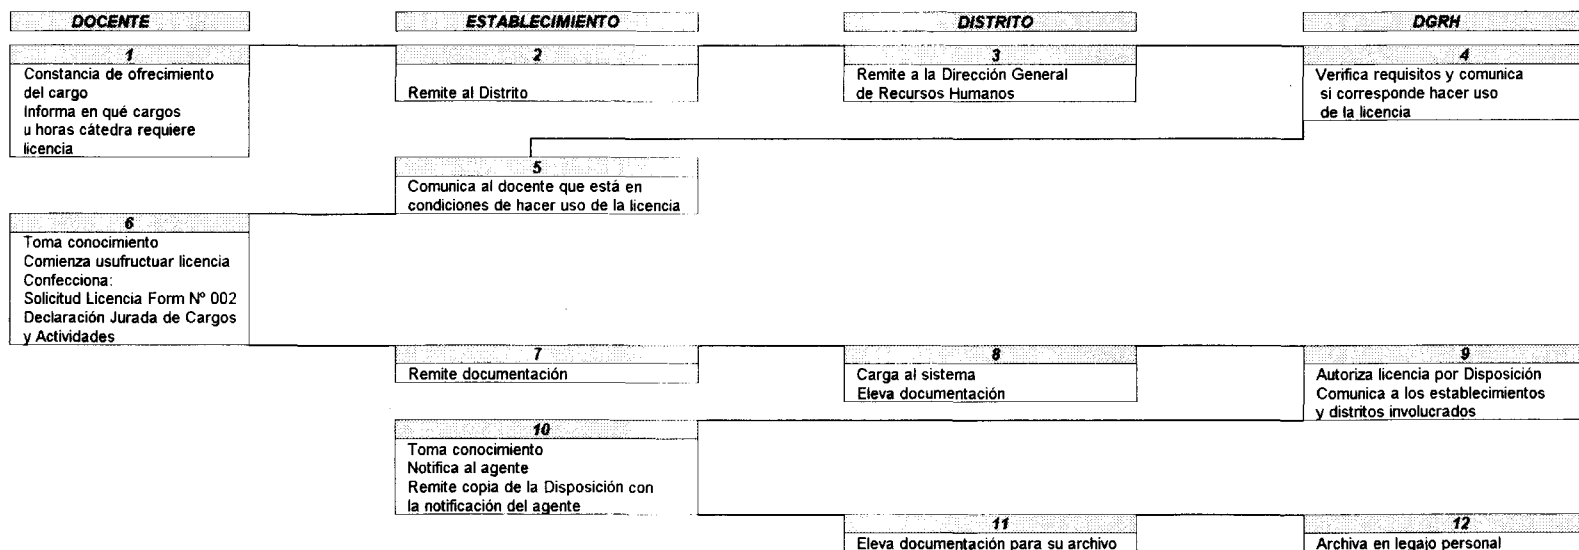 DOCENTE
ESTABLECIMIENTO
DISTRITO
DGRH
1
Constancia de ofrecimiento
del cargo
Informa en qué cargos
u horas cátedra requiere
licencia
2
Remite al Distrito
3
Remite a la Dirección General
de Recursos Humanos
4
Verifica requisitos y comunica
si corresponde hacer uso
de la licencia
5
Comunica al docente que está en
condiciones de hacer uso de la licencia
6
Toma conocimiento
Comienza usufructuar licencia
Confecciona:
Solicitud Licencia Form Nº 002
Declaración Jurada de Cargos
y Actividades
7
Remite documentación
8
Carga al sistema
Eleva documentación
9
Autoriza licencia por Disposición
Comunica a los establecimientos
y distritos involucrados
10
Toma conocimiento
Notifica al agente
Remite copia de la Disposición con
la notificación del agente
11
Eleva documentación para su archivo
12
Archiva en legajo personal